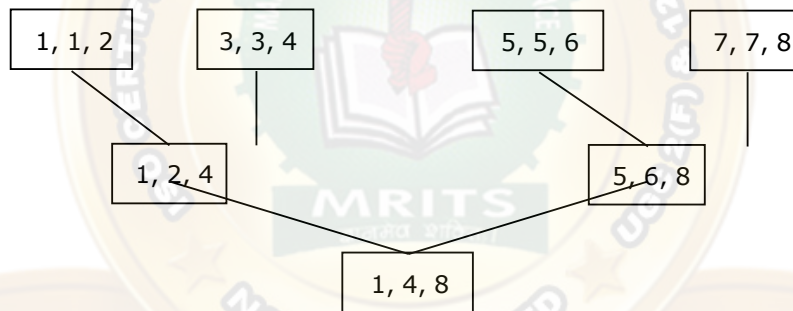 1, 1, 2
3, 3, 4
5, 5, 6
7, 7, 8
1, 2, 4
5, 6, 8
MRITS
1, 4, 8